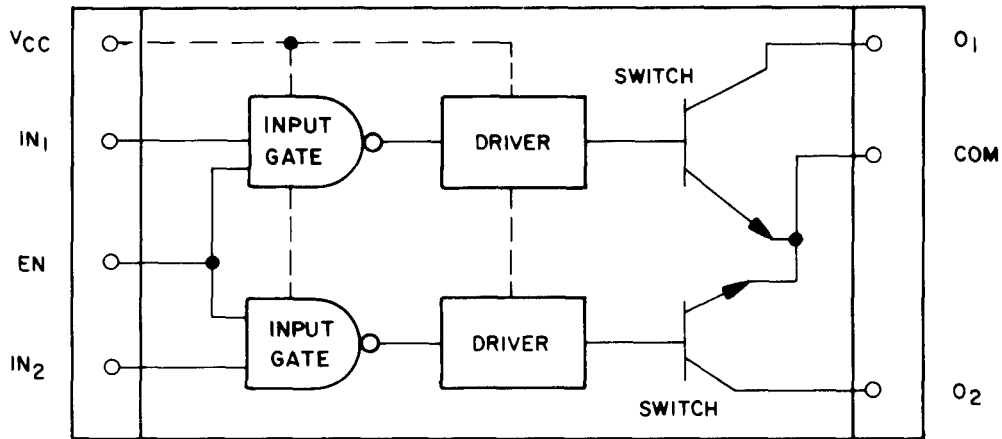 VCC
O1
SWITCH
INPUT
GATE
IN1
DRIVER
COM
EN
INPUT
GATE
DRIVER
IN2
SWITCH
O2